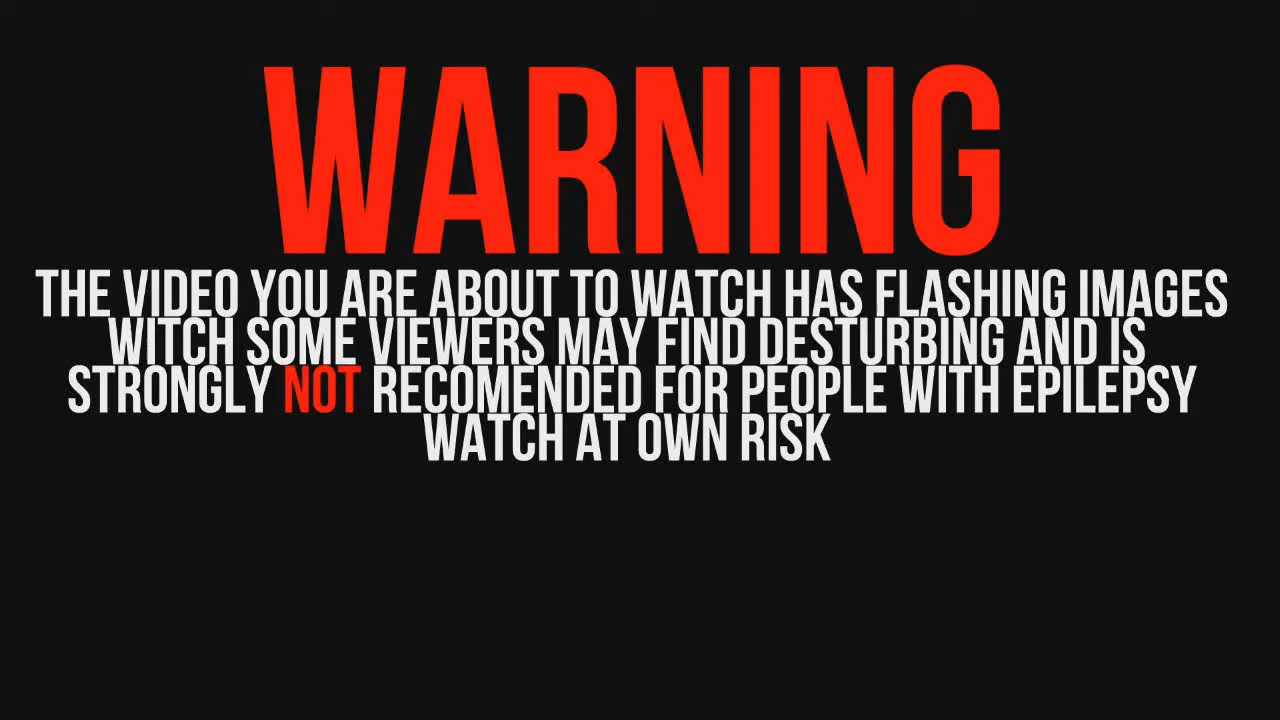 WARNING
THE VIDEO YOU ARE ABOUT TO WATCH HAS FLASHING IMAGES
WITCH SOME VIEWERS MAY FIND DESTURBING AND IS
STRONGLY NOT RECOMENDED FOR PEOPLE WITH EPILEPSY
WATCH AT OWN RISK